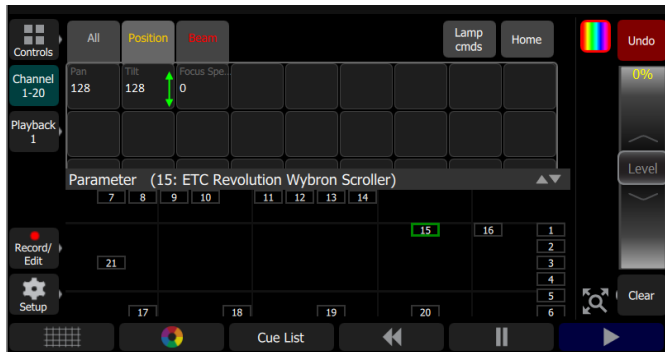 All
Position
Beam
Lamp
cmds
Home
Undo
Controls
Channel
1-20
Playback
1
Pan
128
Tilt
128
Focus Spe...
0
0%
Level
Parameter (15: ETC Revolution Wybron Scroller)
7 8 9 10 11 12 13 14
15 16 1
2
21 3
4
5
17 18 19 20 6
Record/
Edit
Setup
Clear
Cue List